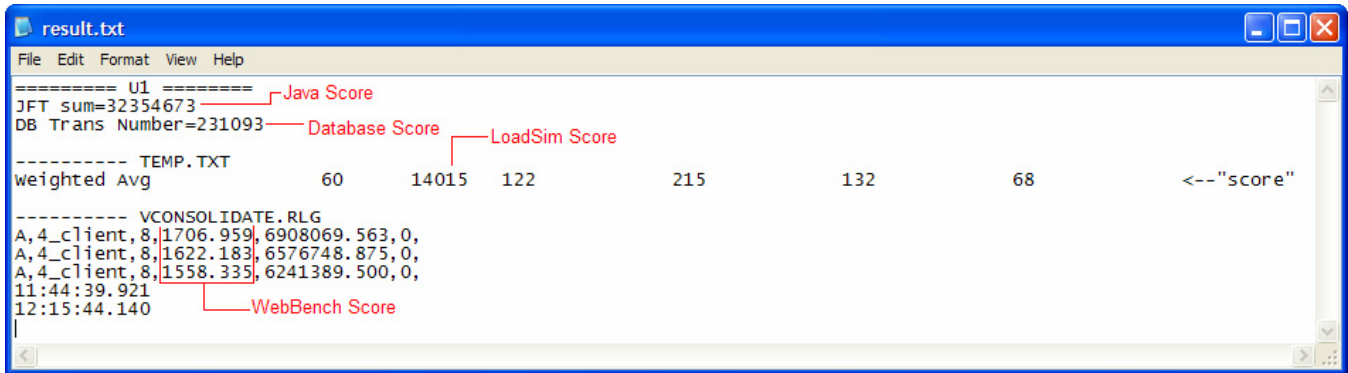 result.txt
File Edit Format View Help
========= U1 ========
JFT sum=32354673 Java Score
DB Trans Number=231093 Database Score
LoadSim Score
---------- TEMP.TXT
Weighted Avg 60 14015 122 215 132 68 <--"score"
---------- VCONSOLIDATE.RLG
A,4_client,8,1706.959,6908069.563,0,
A,4_client,8,1622.183,6576748.875,0,
A,4_client,8,1558.335,6241389.500,0,
11:44:39.921
12:15:44.140 WebBench Score